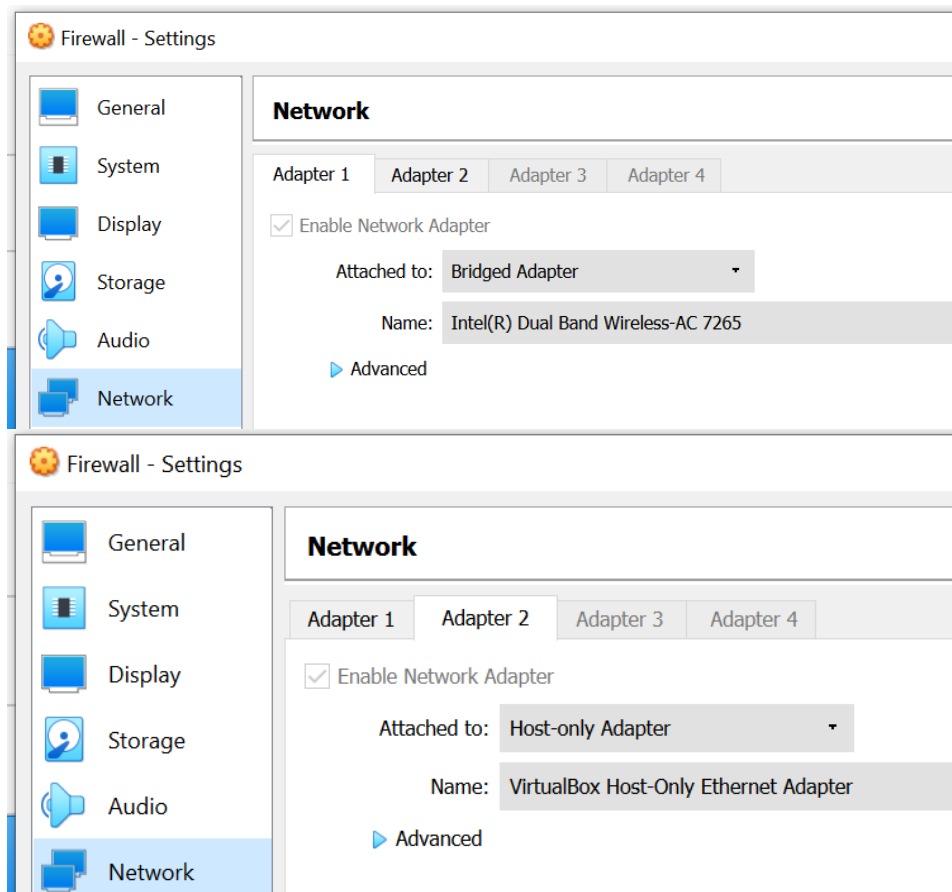 Firewall - Settings
General
System
Display
Storage
Audio
Network
Network
Adapter 1 Adapter 2 Adapter 3 Adapter 4
Enable Network Adapter
Attached to: Bridged Adapter
Name: Intel(R) Dual Band Wireless-AC 7265
Advanced
Firewall - Settings
General
System
Display
Storage
Audio
Network
Network
Adapter 1 Adapter 2 Adapter 3 Adapter 4
Enable Network Adapter
Attached to: Host-only Adapter
Name: VirtualBox Host-Only Ethernet Adapter
Advanced